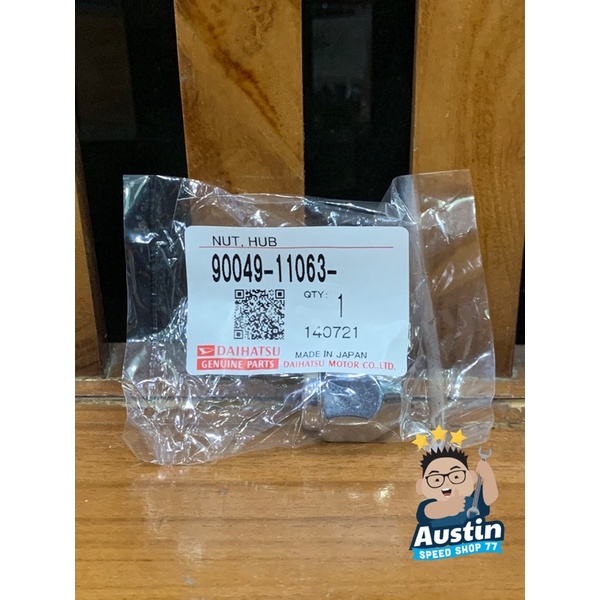 NUT, HUB
90049-11063-
QTY: 1
140721
DAIHATSU
GENUINE PARTS
MADE IN JAPAN
DAIHATSU MOTOR CO.,LTD.
Austin
SPEED SHOP 77